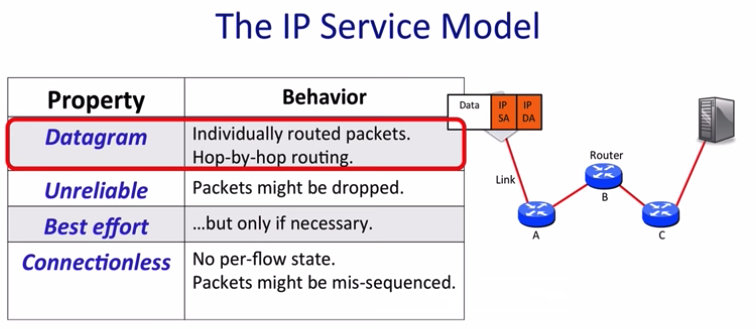 The IP Service Model
Property
Behavior
Datagram
Individually routed packets.
Hop-by-hop routing.
Unreliable
Packets might be dropped.
Best effort
...but only if necessary.
Connectionless
No per-flow state.
Packets might be mis-sequenced.
Data
IP
SA
IP
DA
Link
Router
A
B
C